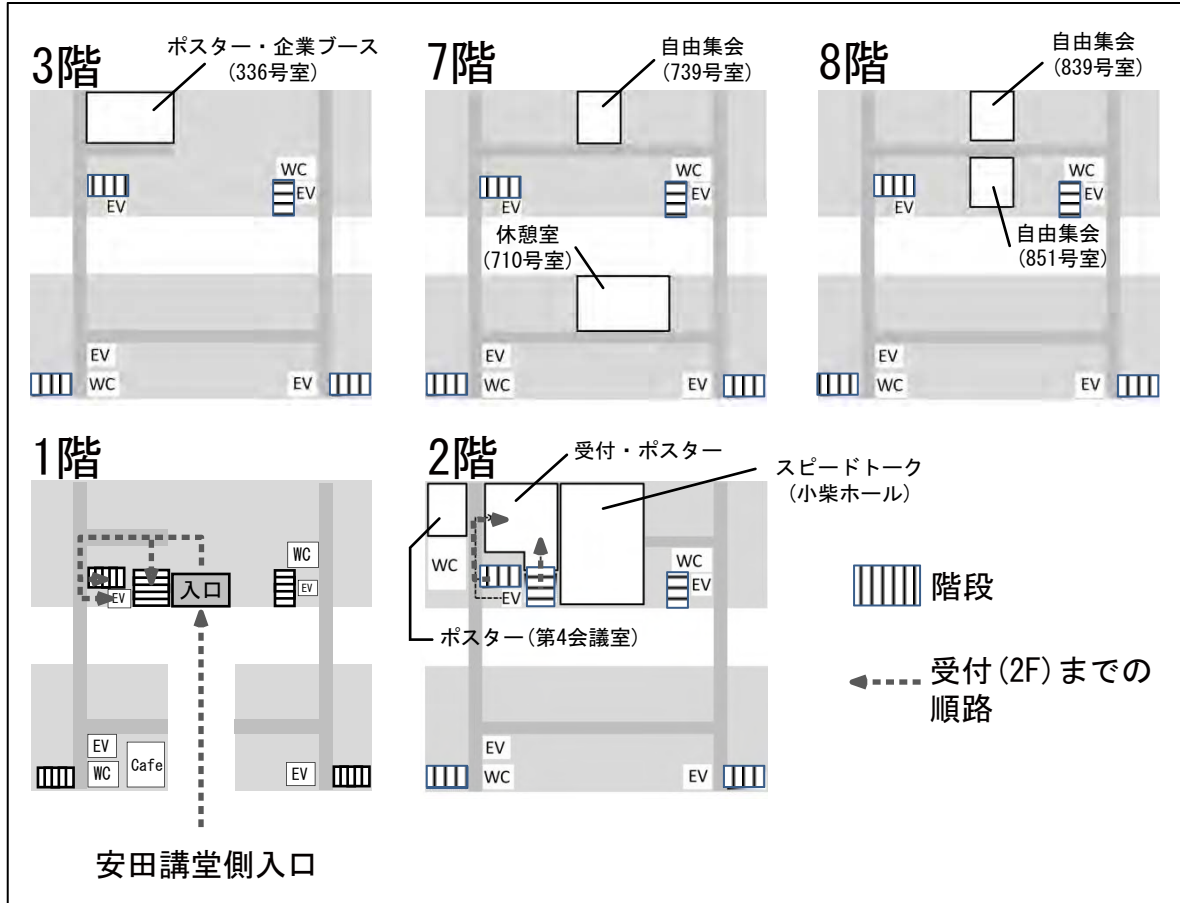 3階
ポスター・企業ブース
(336号室)
WC
EV
EV
EV
WC
EV
7階
自由集会
(739号室)
WC
EV
EV
休憩室
(710号室)
EV
WC
EV
8階
自由集会
(839号室)
WC
EV
EV
自由集会
(851号室)
EV
WC
EV
1階
WC
入口
EV
EV
EV
WC
Cafe
EV
安田講堂側入口
2階
受付・ポスター
スピードトーク
(小柴ホール)
WC
WC
EV
EV
ポスター(第4会議室)
EV
WC
EV
階段
受付(2F)までの
順路